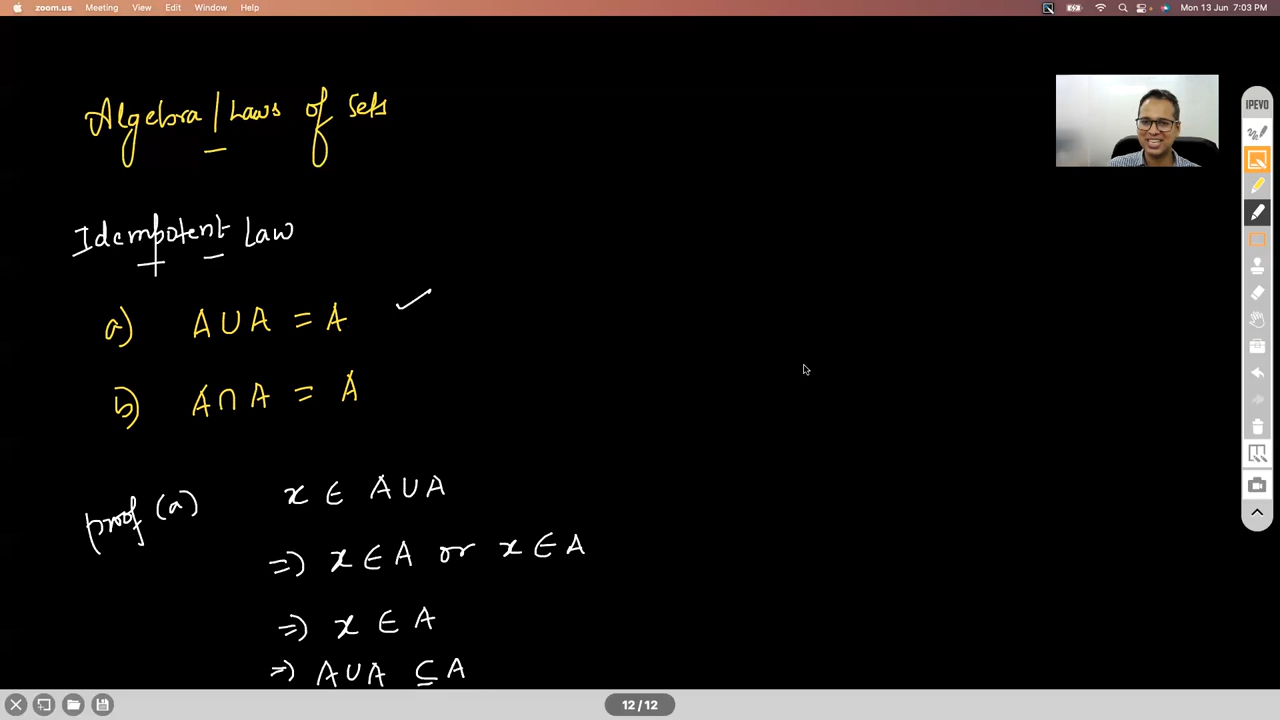 zoom.us Meeting View Edit Window Help Mon 13 Jun 7:03 PM
Algebra / Laws of sets
IPEVO
Idempotent Law
a) A ∪ A = A ✓
b) A ∩ A = A
proof (a) x ∈ A ∪ A
=) x ∈ A or x ∈ A
=) x ∈ A
=) A ∪ A ⊆ A
12 / 12